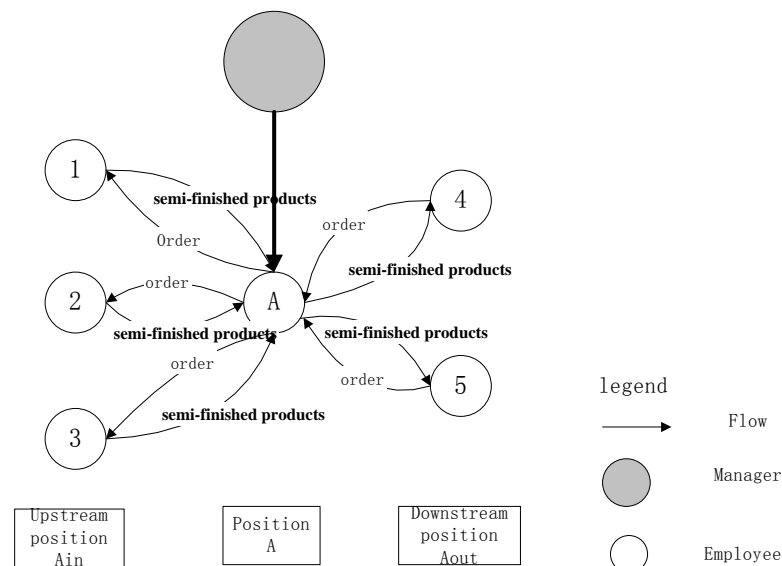 1
semi-finished products
4
Order
order
semi-finished products
2
order
A
semi-finished products
semi-finished products
order
order
5
3
semi-finished products
legend
Flow
Manager
Employee
Upstream
position
Ain
Position
A
Downstream
position
Aout